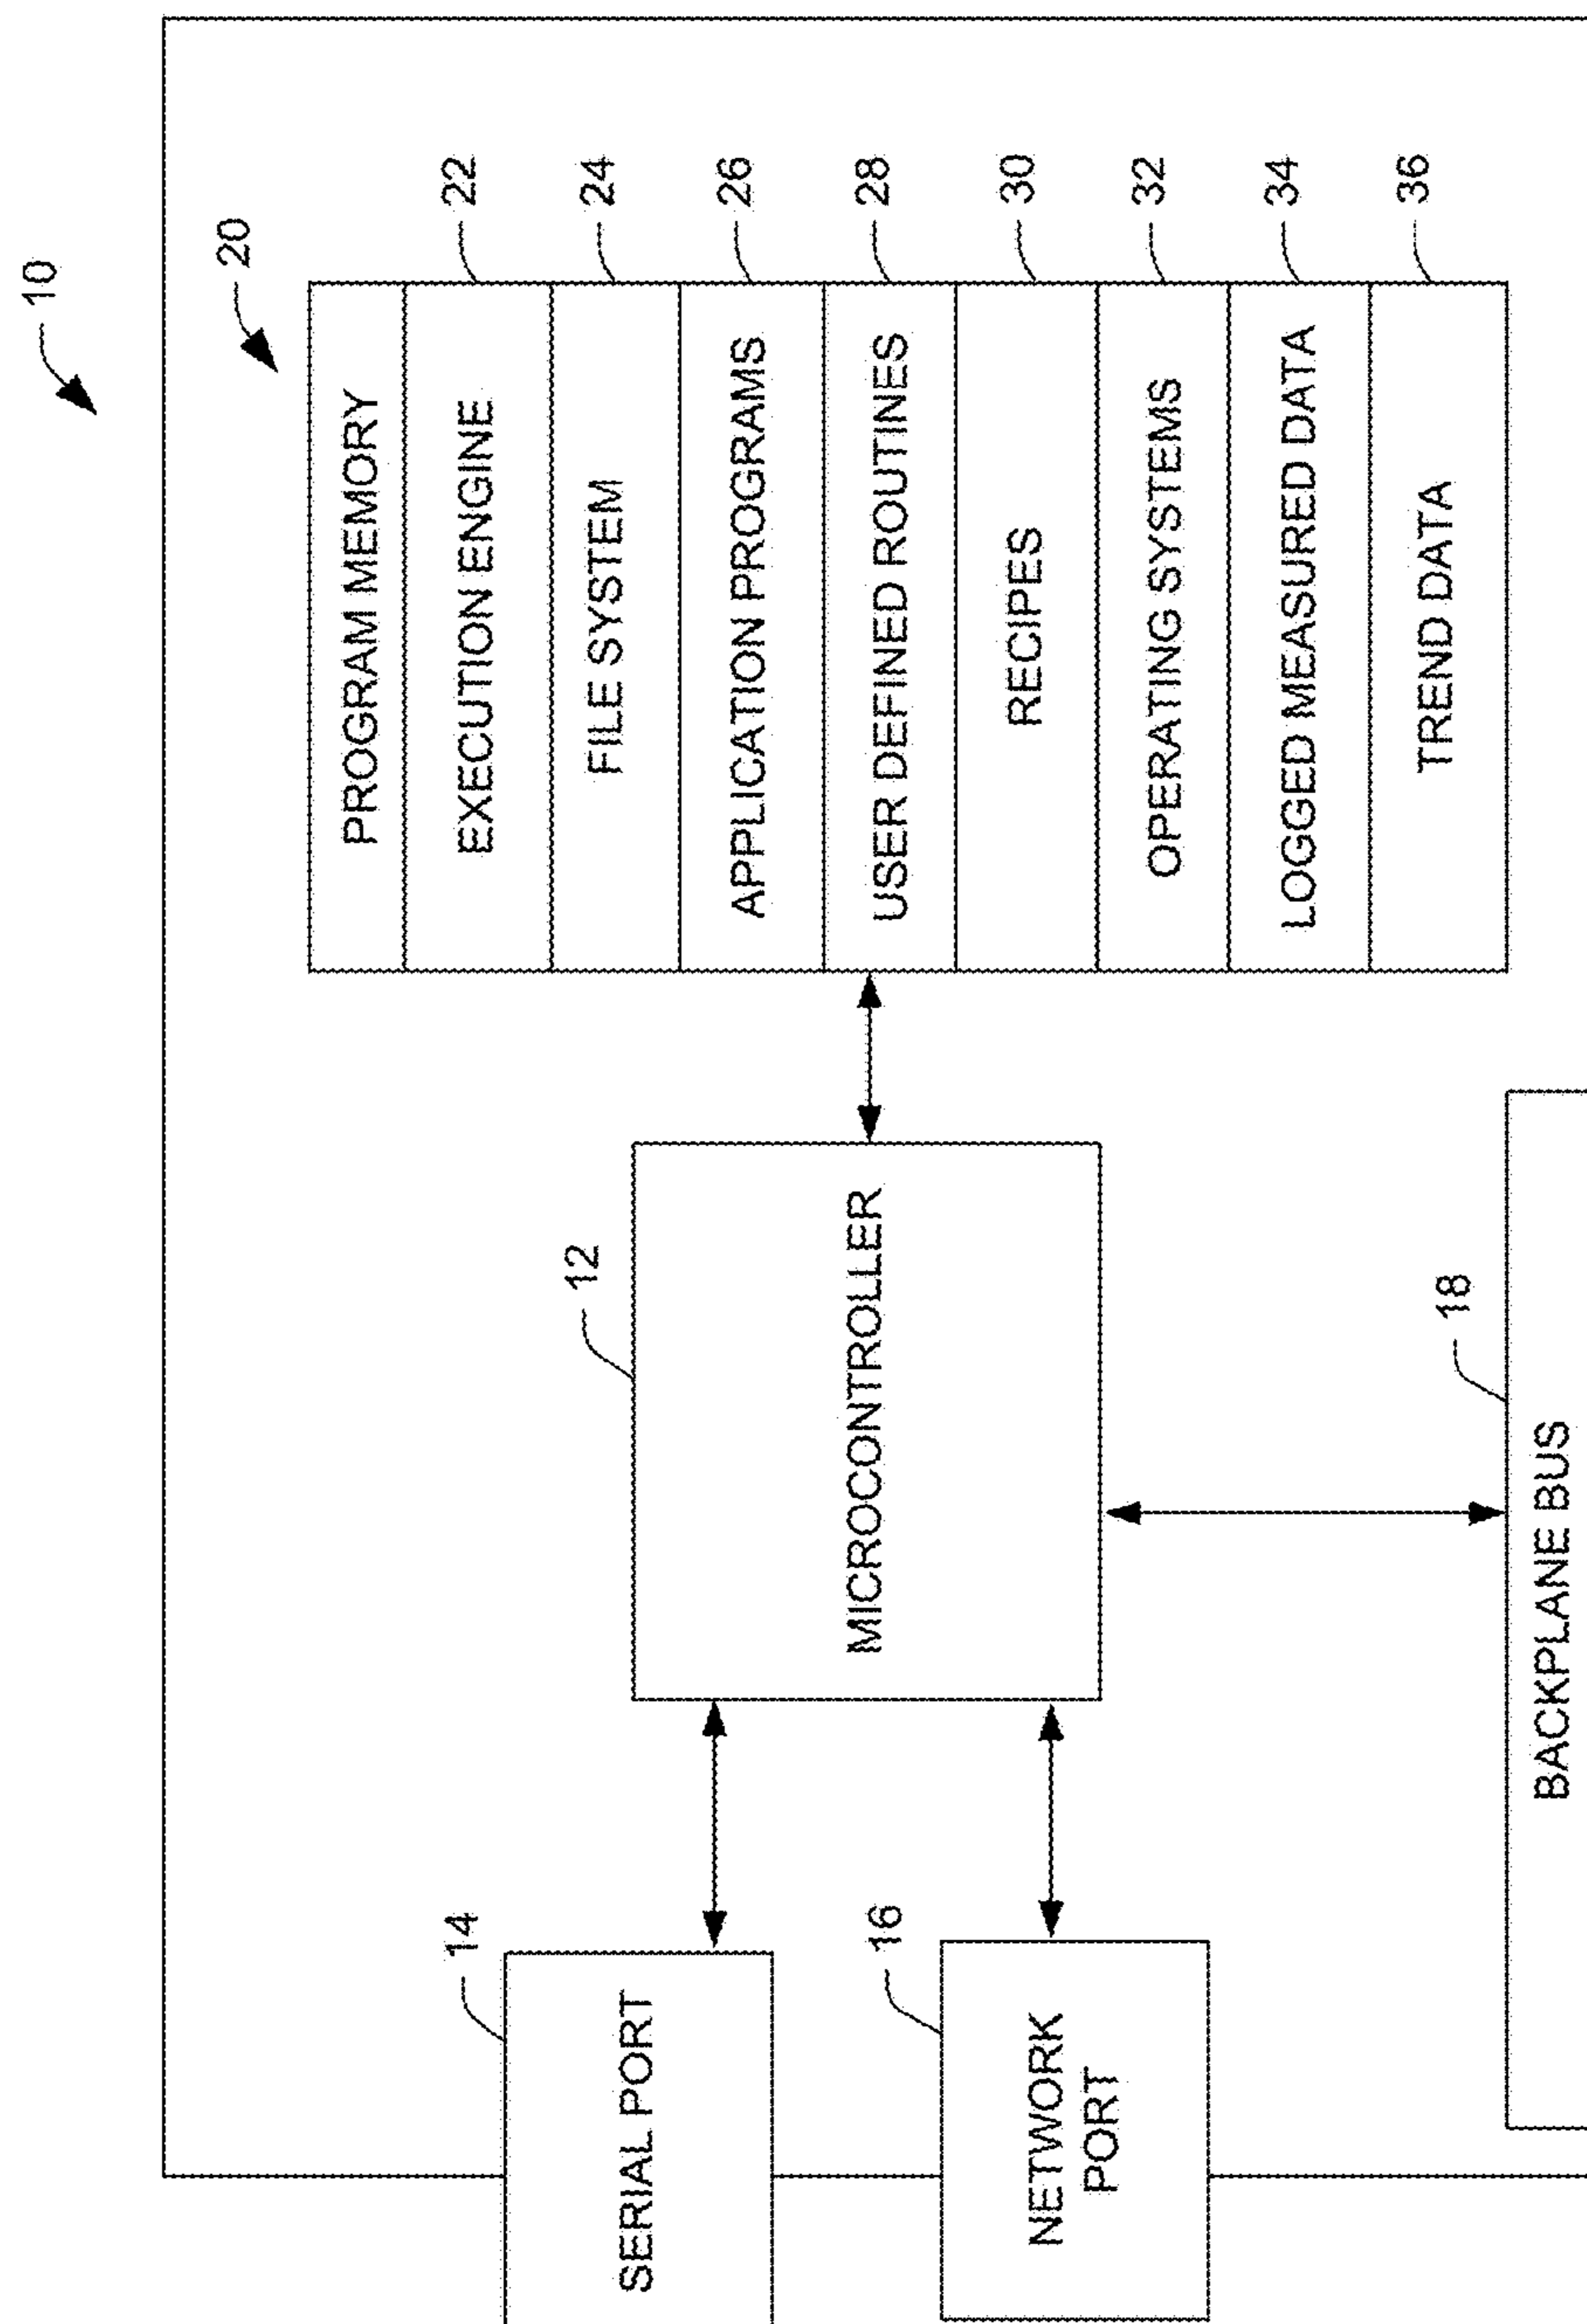 10
20
PROGRAM MEMORY
EXECUTION ENGINE
22
FILE SYSTEM
24
APPLICATION PROGRAMS
26
USER DEFINED ROUTINES
28
RECIPES
30
OPERATING SYSTEMS
32
LOGGED MEASURED DATA
34
TREND DATA
36
12
MICROCONTROLLER
14
SERIAL PORT
16
NETWORK
PORT
18
BACKPLANE BUS